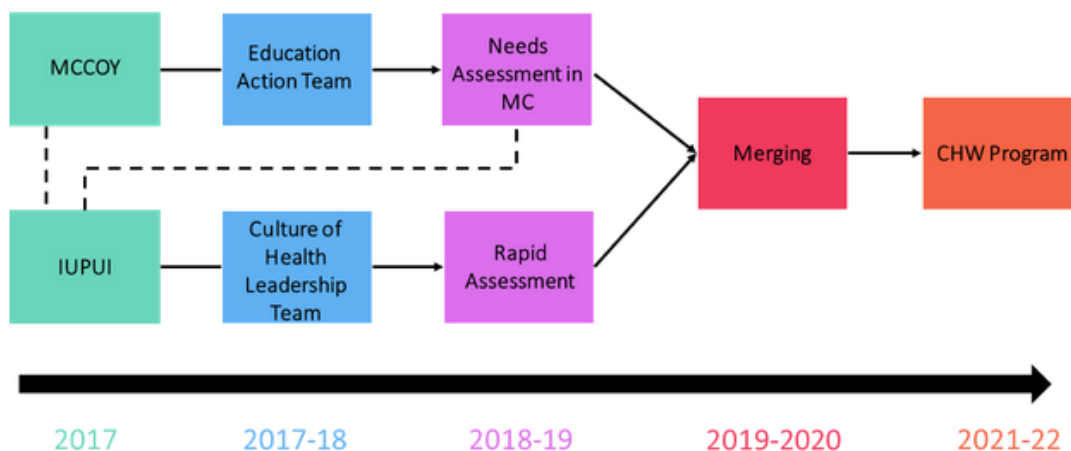 MCCOY
Education
Action Team
Needs
Assessment in
MC
Merging
CHW Program
IUPUI
Culture of
Health
Leadership
Team
Rapid
Assessment
2017
2017-18
2018-19
2019-2020
2021-22